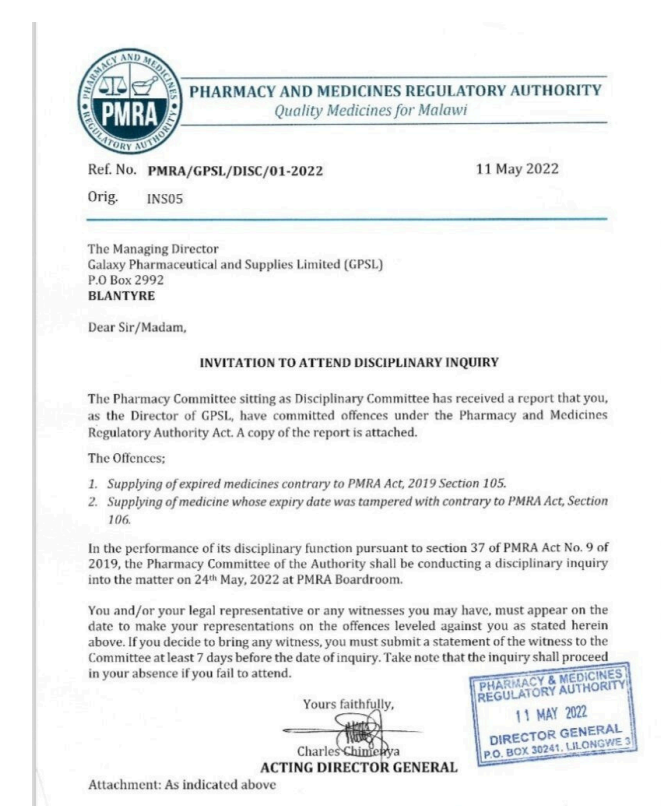 PHARMACY AND MEDICINES
PMRA
REGULATORY AUTHORITY
PHARMACY AND MEDICINES REGULATORY AUTHORITY
Quality Medicines for Malawi
Ref. No. PMRA/GPSL/DISC/01-2022 11 May 2022
Orig. INS05
The Managing Director
Galaxy Pharmaceutical and Supplies Limited (GPSL)
P.O Box 2992
BLANTYRE
Dear Sir/Madam,
INVITATION TO ATTEND DISCIPLINARY INQUIRY
The Pharmacy Committee sitting as Disciplinary Committee has received a report that you,
as the Director of GPSL, have committed offences under the Pharmacy and Medicines
Regulatory Authority Act. A copy of the report is attached.
The Offences;
1. Supplying of expired medicines contrary to PMRA Act, 2019 Section 105.
2. Supplying of medicine whose expiry date was tampered with contrary to PMRA Act, Section
106.
In the performance of its disciplinary function pursuant to section 37 of PMRA Act No. 9 of
2019, the Pharmacy Committee of the Authority shall be conducting a disciplinary inquiry
into the matter on 24th May, 2022 at PMRA Boardroom.
You and/or your legal representative or any witnesses you may have, must appear on the
date to make your representations on the offences leveled against you as stated herein
above. If you decide to bring any witness, you must submit a statement of the witness to the
Committee at least 7 days before the date of inquiry. Take note that the inquiry shall proceed
in your absence if you fail to attend.
Yours faithfully,
Charles Chimenya
ACTING DIRECTOR GENERAL
PHARMACY & MEDICINES
REGULATORY AUTHORITY
11 MAY 2022
DIRECTOR GENERAL
P.O. BOX 30241, LILONGWE 3
Attachment: As indicated above